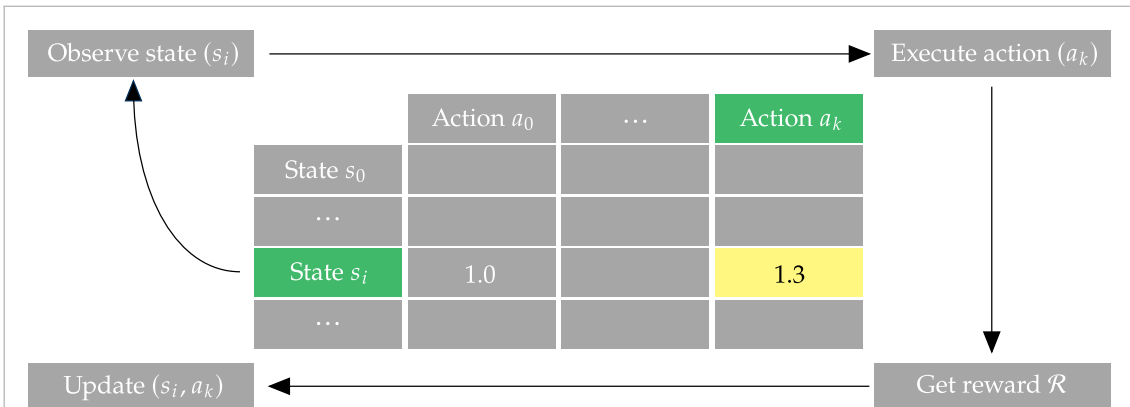 Observe state (sᵢ) Execute action (aₖ)
Action a₀ … Action aₖ
State s₀
…
State sᵢ 1.0 1.3
…
Update (sᵢ, aₖ) Get reward ℛ